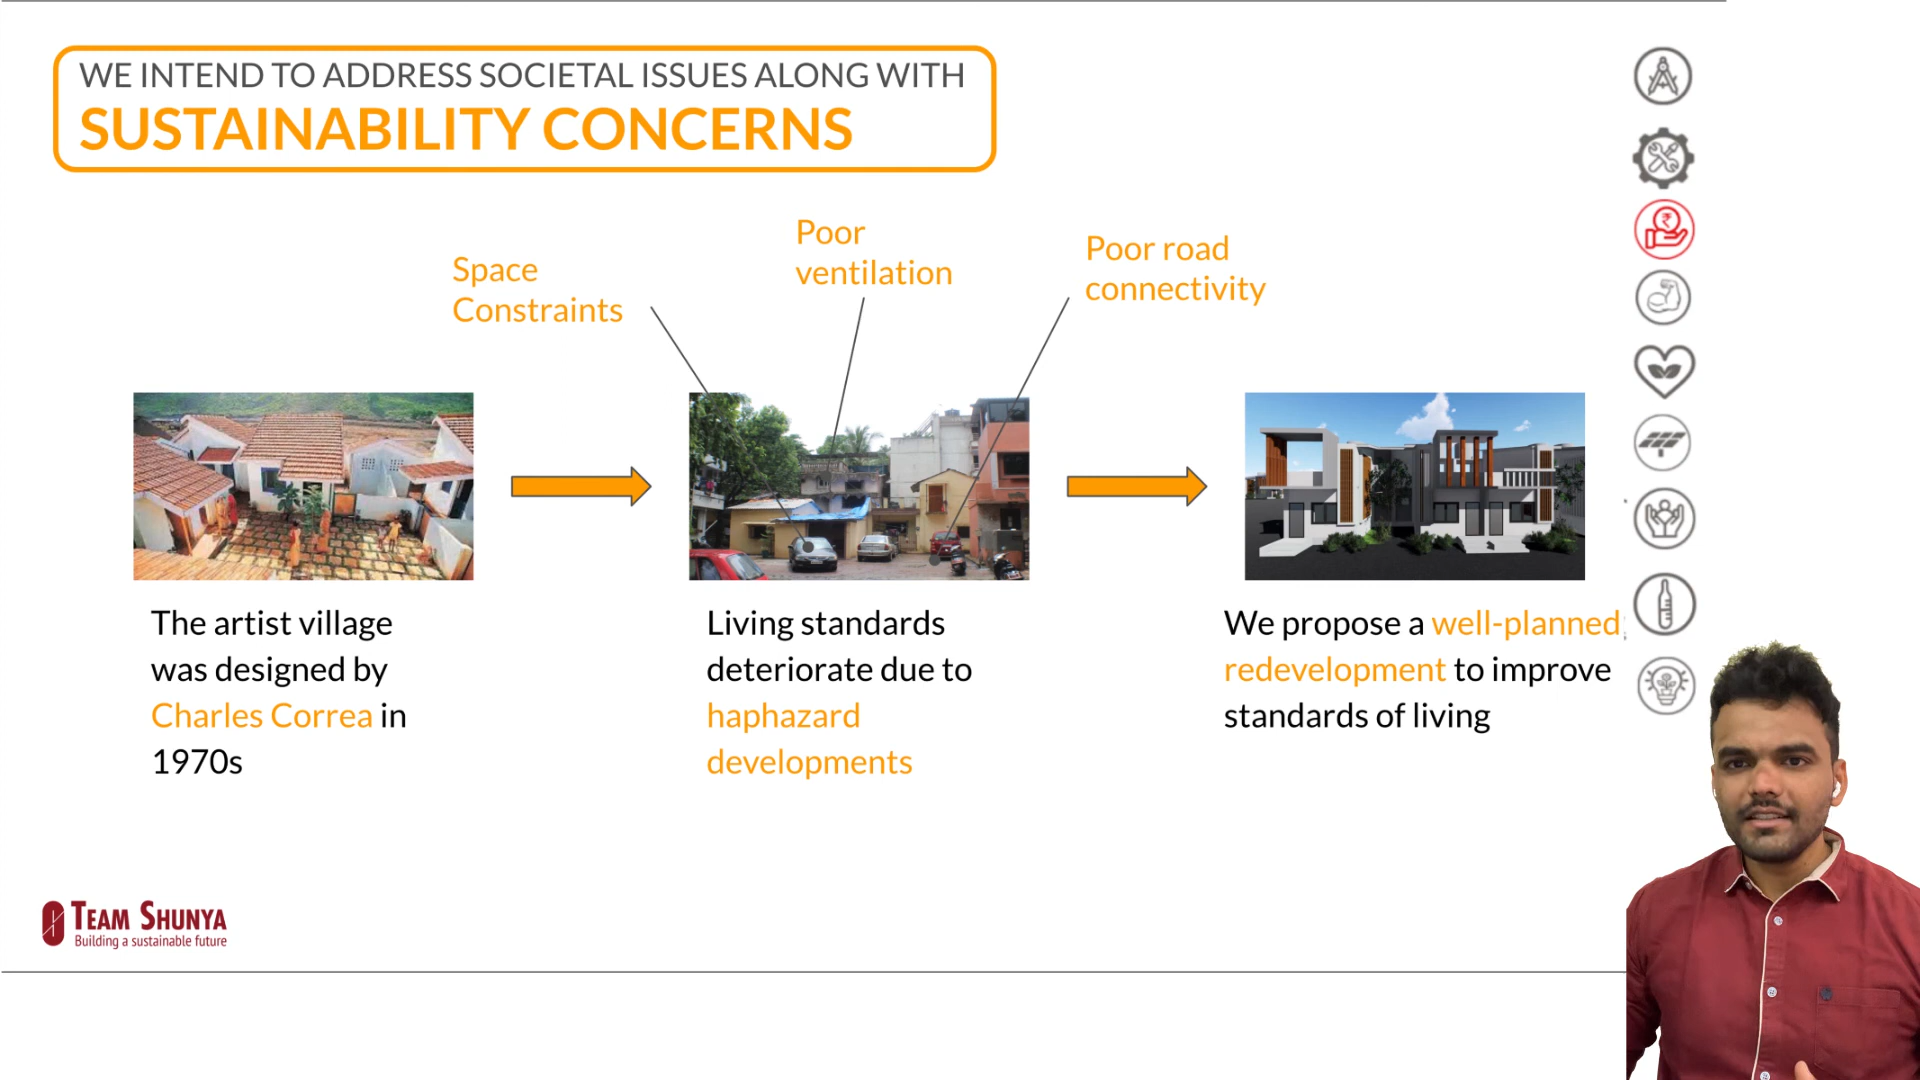 WE INTEND TO ADDRESS SOCIETAL ISSUES ALONG WITH
SUSTAINABILITY CONCERNS
Space
Constraints
Poor
ventilation
Poor road
connectivity
The artist village
was designed by
Charles Correa in
1970s
Living standards
deteriorate due to
haphazard
developments
We propose a well-planned
redevelopment to improve
standards of living
TEAM SHUNYA
Building a sustainable future